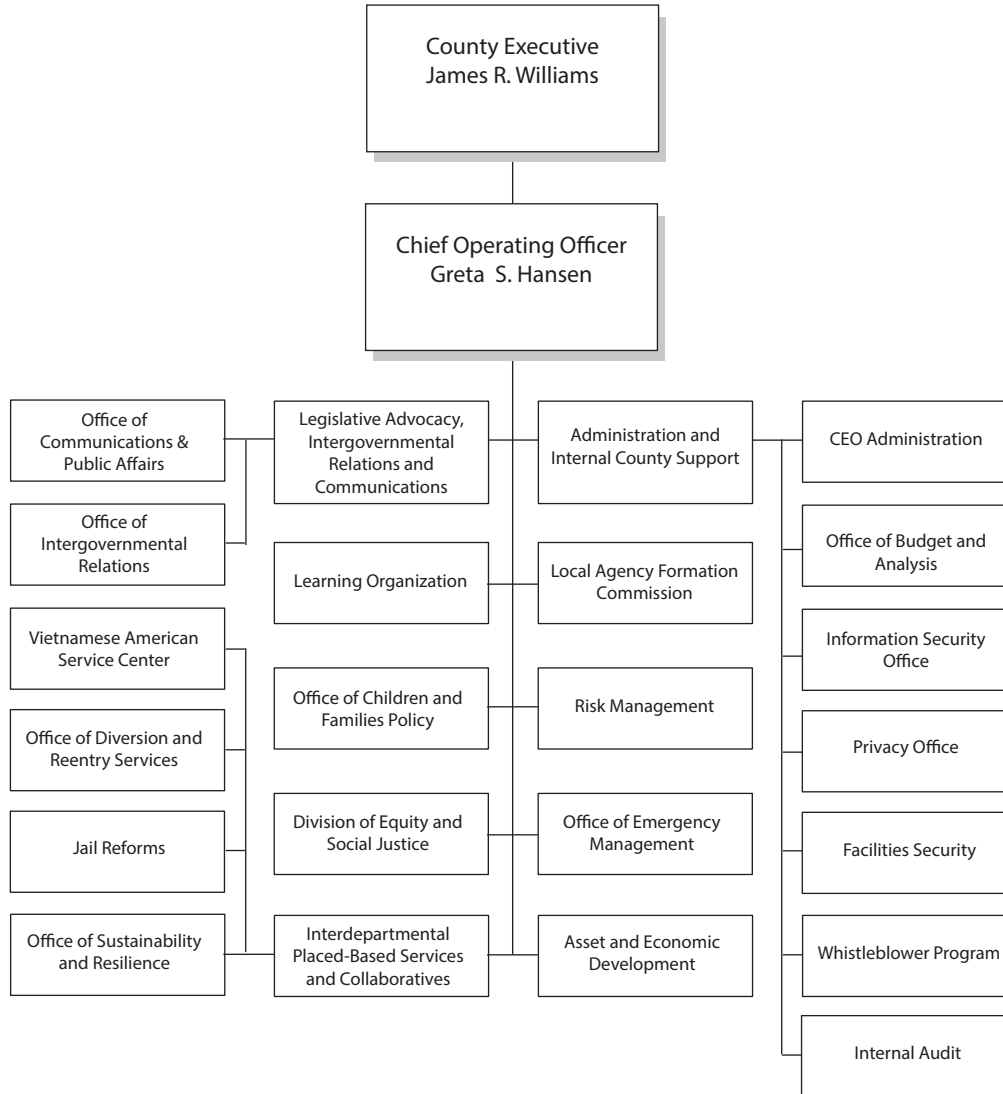 County Executive
James R. Williams
Chief Operating Officer
Greta S. Hansen
Office of
Communications &
Public Affairs
Legislative Advocacy,
Intergovernmental
Relations and
Communications
Administration and
Internal County Support
CEO Administration
Office of
Intergovernmental
Relations
Learning Organization
Local Agency Formation
Commission
Office of Budget and
Analysis
Vietnamese American
Service Center
Office of Children and
Families Policy
Risk Management
Information Security
Office
Office of Diversion and
Reentry Services
Privacy Office
Jail Reforms
Division of Equity and
Social Justice
Office of Emergency
Management
Facilities Security
Office of Sustainability
and Resilience
Interdepartmental
Placed-Based Services
and Collaboratives
Asset and Economic
Development
Whistleblower Program
Internal Audit